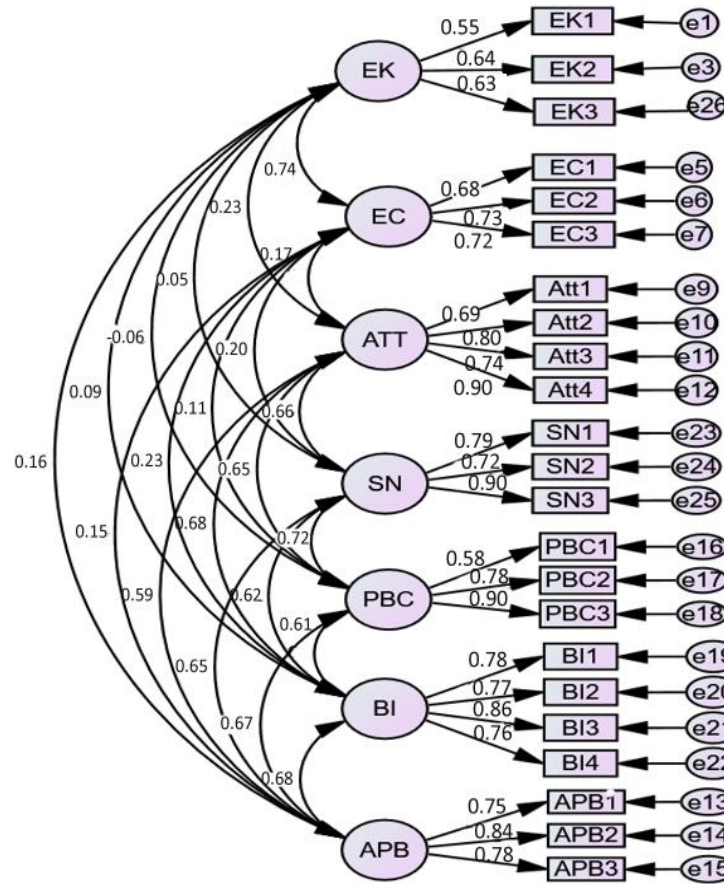 0.55 EK1 e1
EK 0.64 EK2 e3
0.63 EK3 e26
0.74
0.23
0.68 EC1 e5
EC 0.73 EC2 e6
0.72 EC3 e7
0.17
0.05
0.69 Att1 e9
ATT 0.80 Att2 e10
0.74 Att3 e11
0.90 Att4 e12
-0.06
0.20
0.09
0.11
0.66
0.16
0.79 SN1 e23
SN 0.72 SN2 e24
0.90 SN3 e25
0.23
0.65
0.15
0.68
0.72
0.58 PBC1 e16
PBC 0.78 PBC2 e17
0.90 PBC3 e18
0.59
0.62
0.61
0.78 BI1 e19
BI 0.77 BI2 e20
0.86 BI3 e21
0.76 BI4 e22
0.65
0.67
0.68
0.75 APB1 e13
APB 0.84 APB2 e14
0.78 APB3 e15